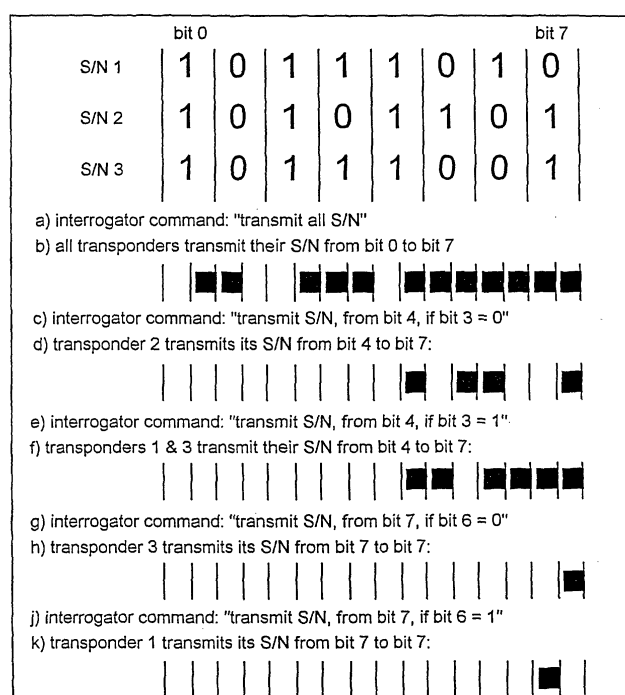 bit 0 bit 7
S/N 1 1 0 1 1 1 0 1 0
S/N 2 1 0 1 0 1 1 0 1
S/N 3 1 0 1 1 1 0 0 1
a) interrogator command: "transmit all S/N"
b) all transponders transmit their S/N from bit 0 to bit 7
c) interrogator command: "transmit S/N, from bit 4, if bit 3 = 0"
d) transponder 2 transmits its S/N from bit 4 to bit 7:
e) interrogator command: "transmit S/N, from bit 4, if bit 3 = 1"
f) transponders 1 & 3 transmit their S/N from bit 4 to bit 7:
g) interrogator command: "transmit S/N, from bit 7, if bit 6 = 0"
h) transponder 3 transmits its S/N from bit 7 to bit 7:
j) interrogator command: "transmit S/N, from bit 7, if bit 6 = 1"
k) transponder 1 transmits its S/N from bit 7 to bit 7: